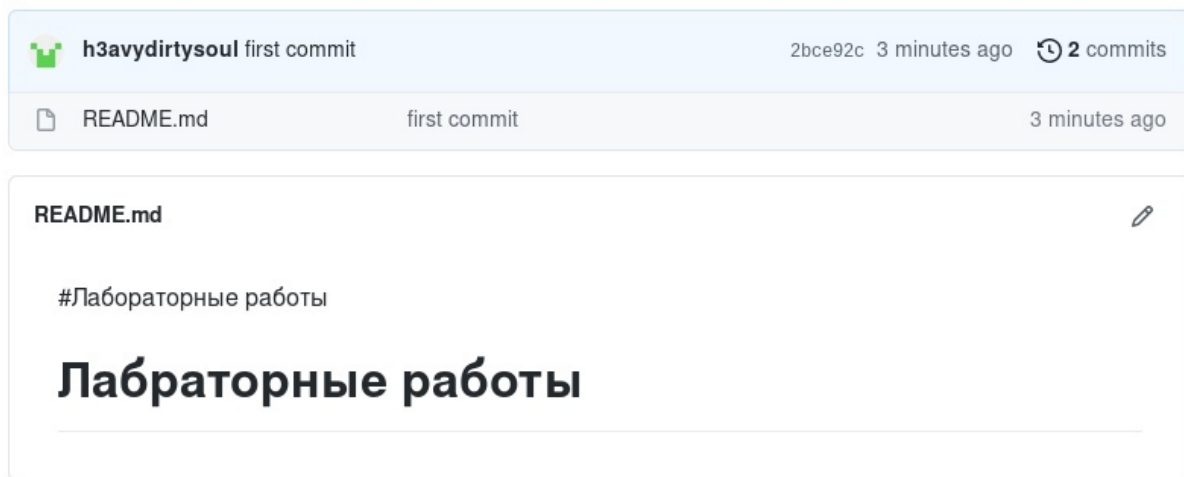 h3avydirtysoul first commit 2bce92c 3 minutes ago 2 commits
README.md first commit 3 minutes ago
README.md
#Лабораторные работы
Лабраторные работы